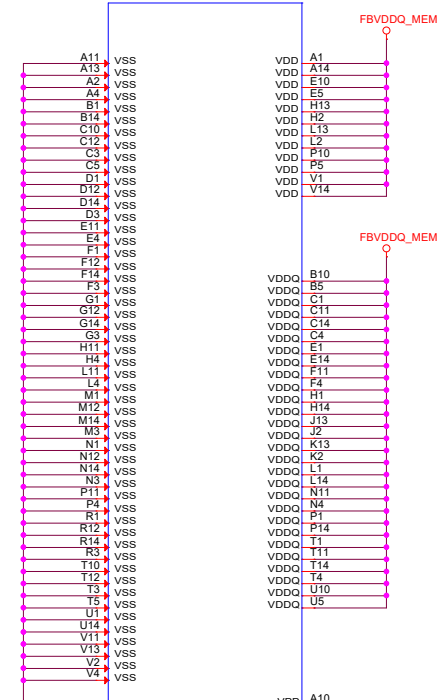 FBVDDQ_MEM
A11 VSS VDD A1
A13 VSS VDD A14
A2 VSS VDD E10
A4 VSS VDD E5
B1 VSS VDD H13
B14 VSS VDD H2
C10 VSS VDD L13
C12 VSS VDD L2
C3 VSS VDD P10
C5 VSS VDD P5
D1 VSS VDD V1
D12 VSS VDD V14
D14 VSS
D3 VSS
E11 VSS
FBVDDQ_MEM
E4 VSS
F1 VSS
F12 VSS
F14 VSS VDDQ B10
F3 VSS VDDQ B5
G1 VSS VDDQ C1
G12 VSS VDDQ C11
G14 VSS VDDQ C14
G3 VSS VDDQ C4
H11 VSS VDDQ E1
H4 VSS VDDQ E14
L11 VSS VDDQ F11
L4 VSS VDDQ F4
M1 VSS VDDQ H1
M12 VSS VDDQ H14
M14 VSS VDDQ J13
M3 VSS VDDQ J2
N1 VSS VDDQ K13
N12 VSS VDDQ K2
N14 VSS VDDQ L1
N3 VSS VDDQ L14
P11 VSS VDDQ N11
P4 VSS VDDQ N4
R1 VSS VDDQ P1
R12 VSS VDDQ P14
R14 VSS VDDQ T1
R3 VSS VDDQ T11
T10 VSS VDDQ T14
T12 VSS VDDQ T4
T3 VSS VDDQ U10
T5 VSS VDDQ U5
U1 VSS
U14 VSS
V11 VSS
V13 VSS
V2 VSS
V4 VSS
VDD A10